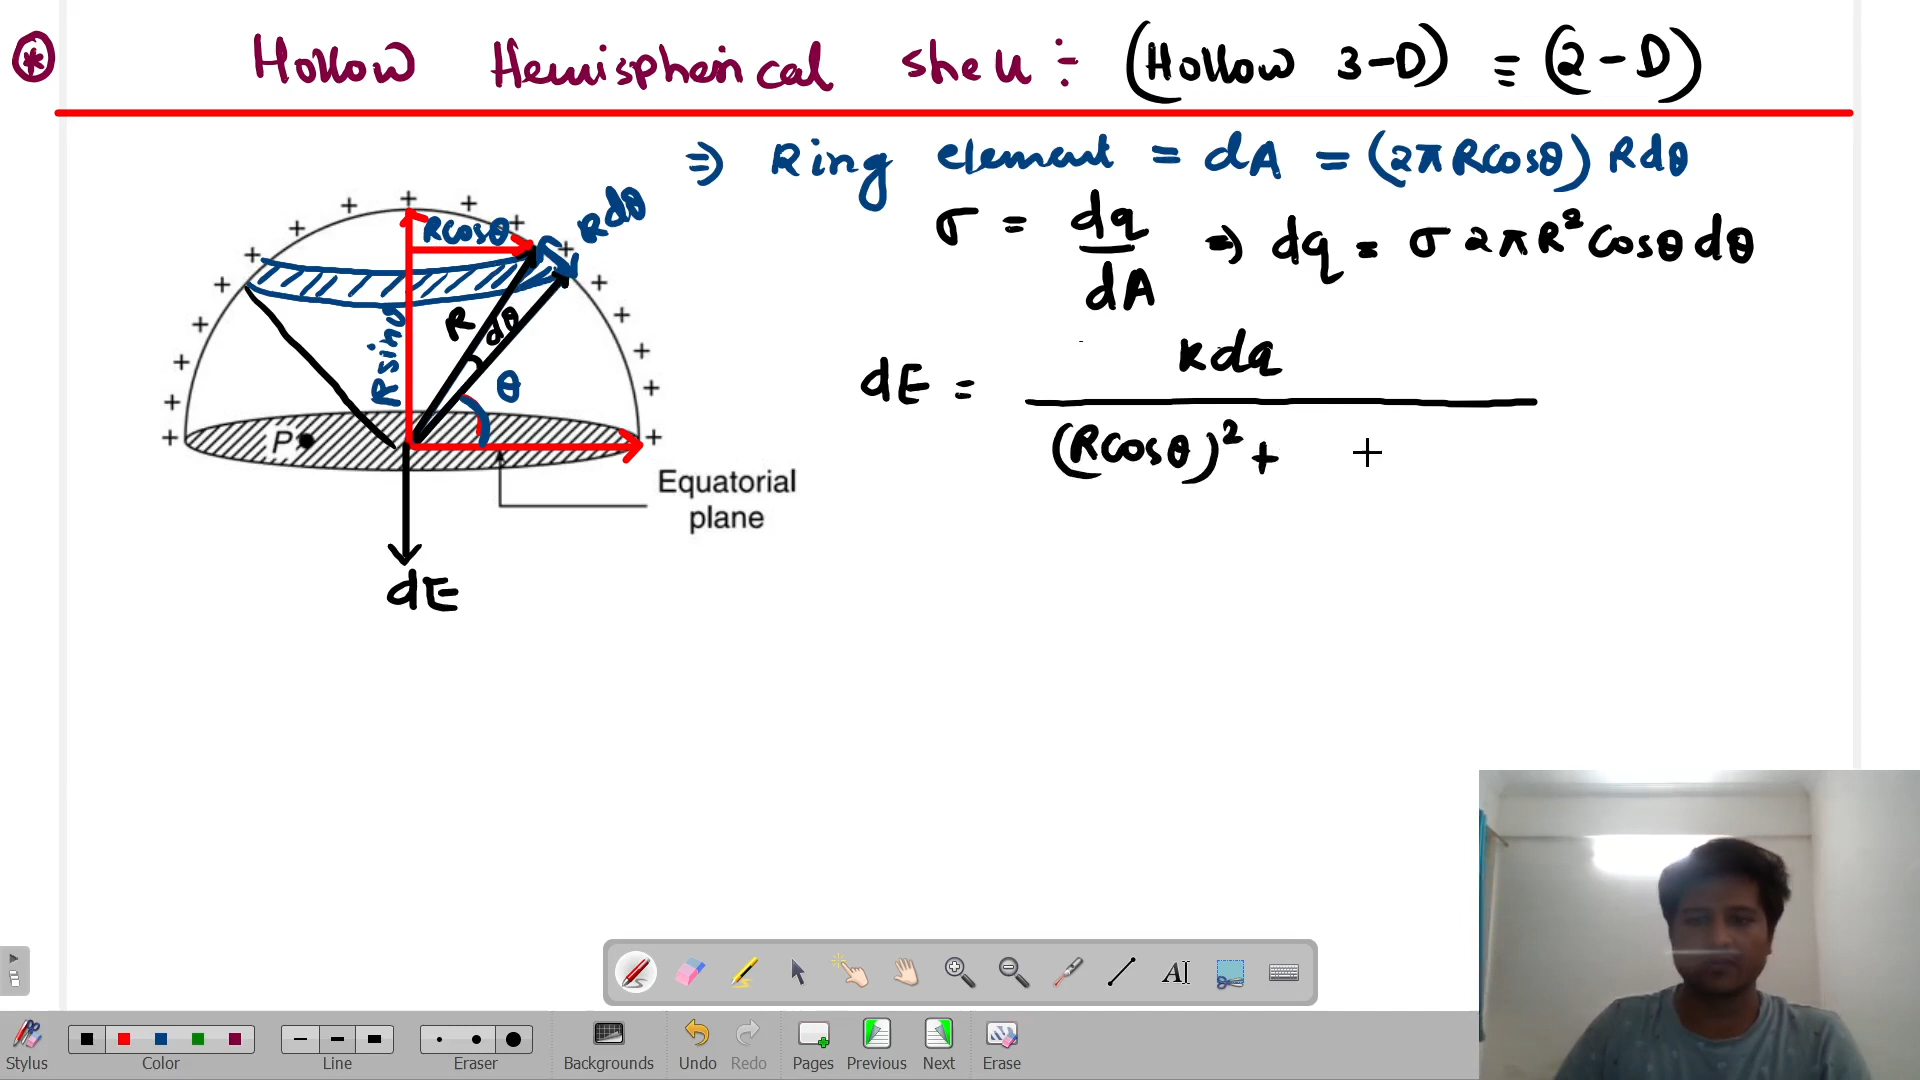 * Hollow Hemispherical shell ÷ (Hollow 3-D) ≡ (2-D)
⇒ Ring element = dA = (2πRcosθ) Rdθ
σ = dq/dA ⇒ dq = σ 2πR²cosθdθ
dE = Kdq / (Rcosθ)² +
Rcosθ
Rdθ
R
dθ
Rsinθ
θ
P
Equatorial
plane
dE
Stylus
Color
Line
Eraser
Backgrounds
Undo
Redo
Pages
Previous
Next
Erase